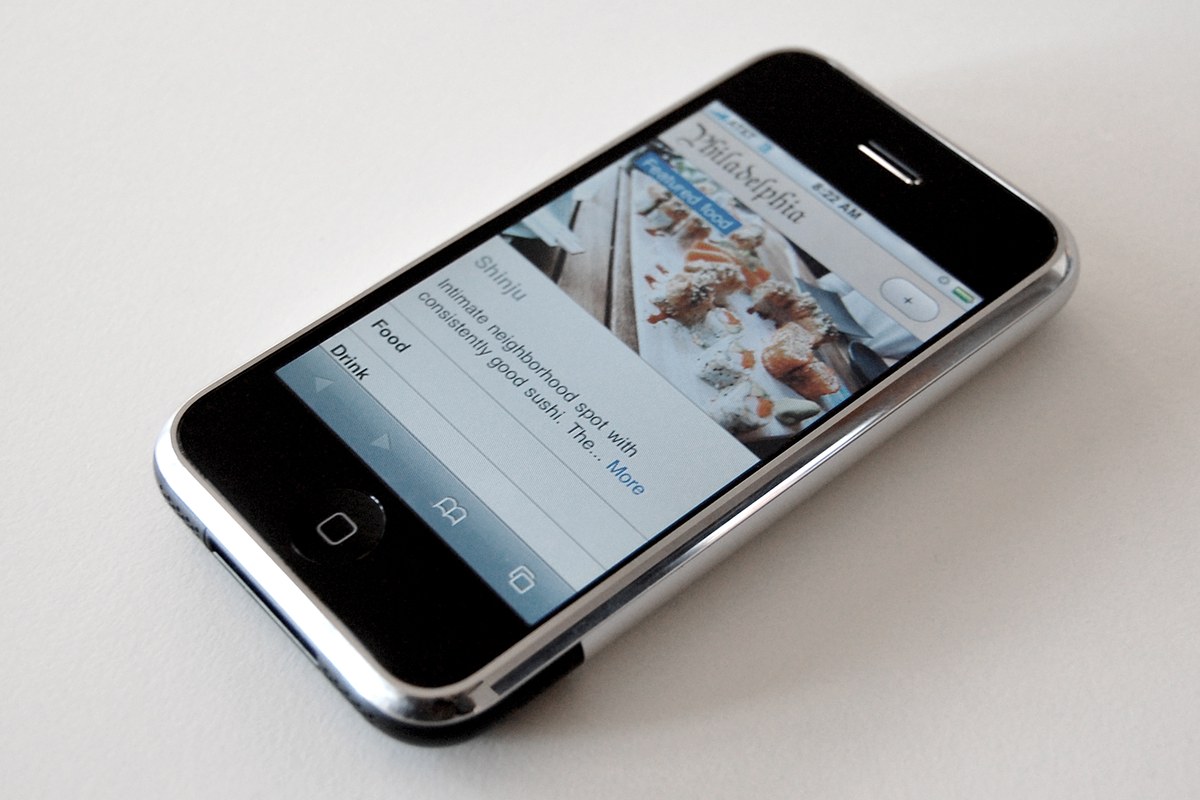 AT&T
8:22 AM
Philadelphia
+
Featured food
Shinju
Intimate neighborhood spot with
consistently good sushi. The... More
Food
Drink